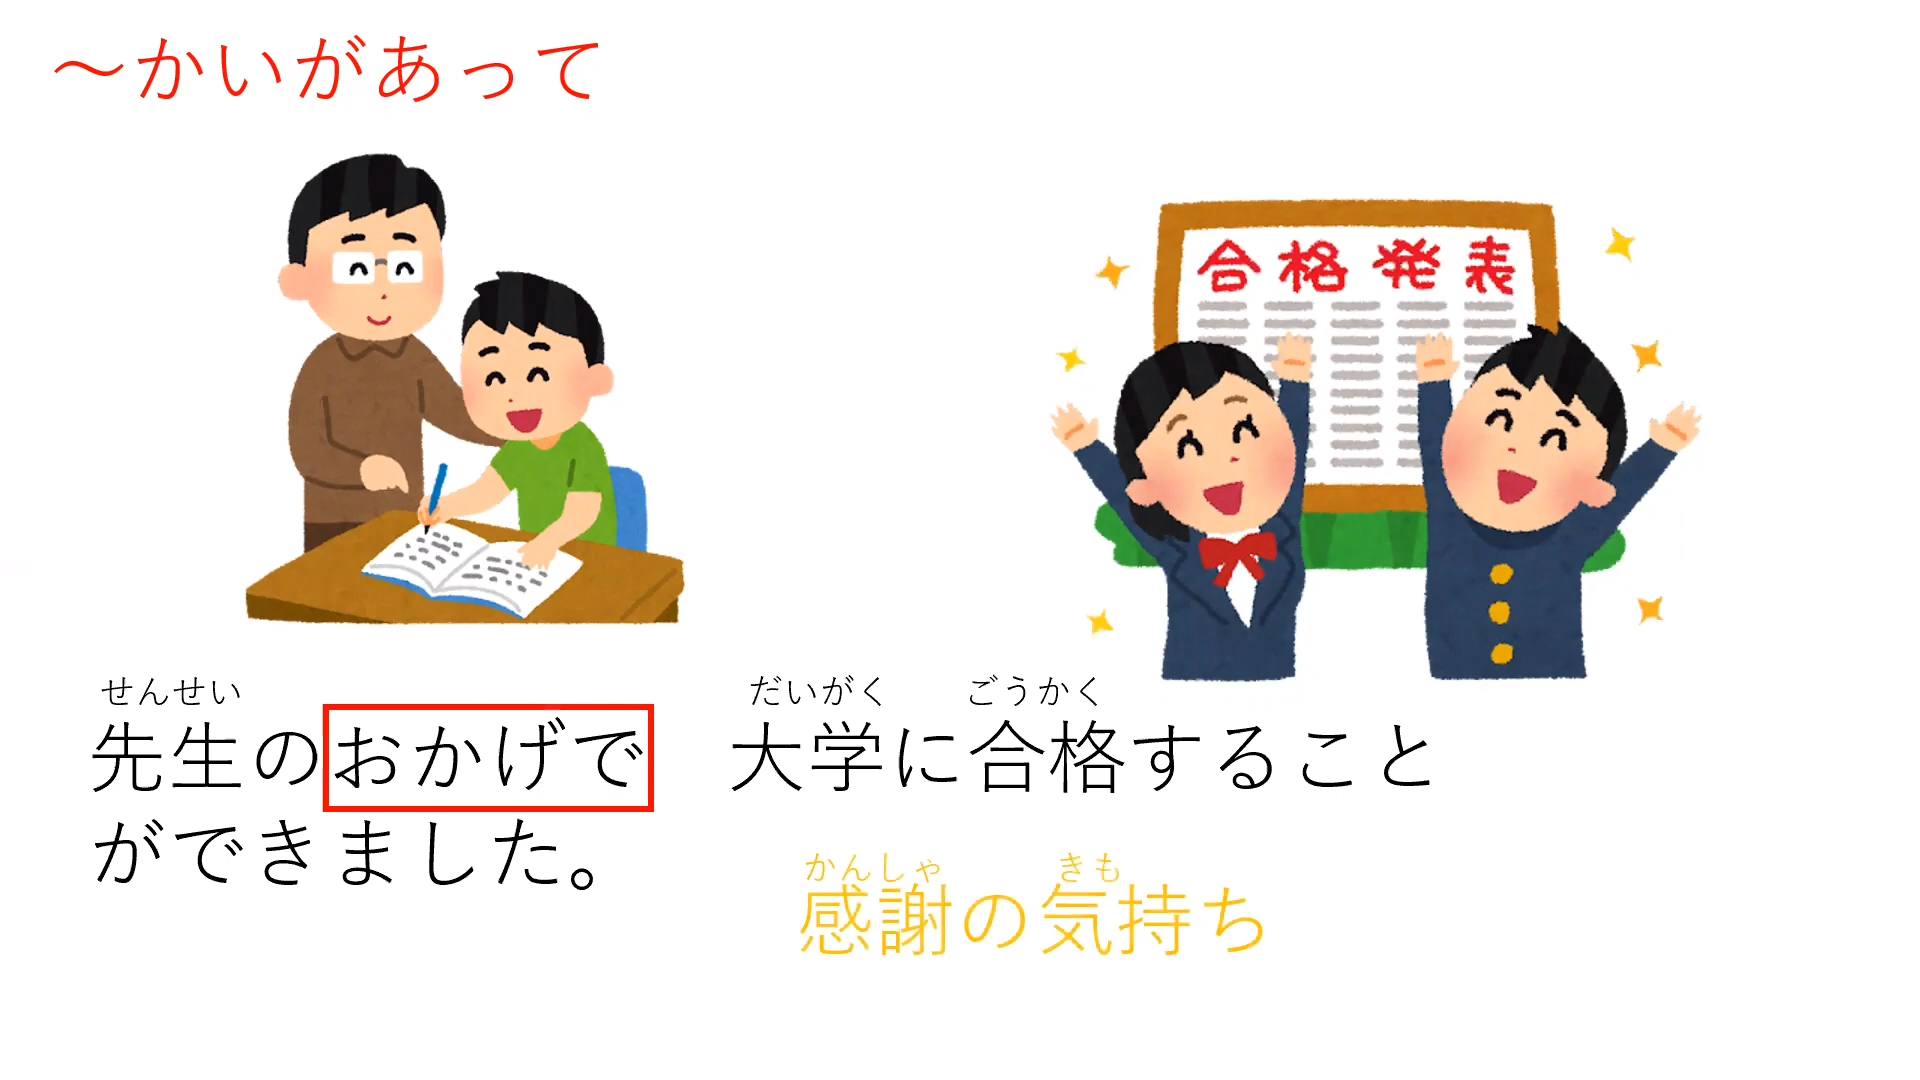 ～かいがあって
合格発表
せんせい だいがく ごうかく
先生のおかげで 大学に合格すること
ができました。
かんしゃ きも
感謝の気持ち